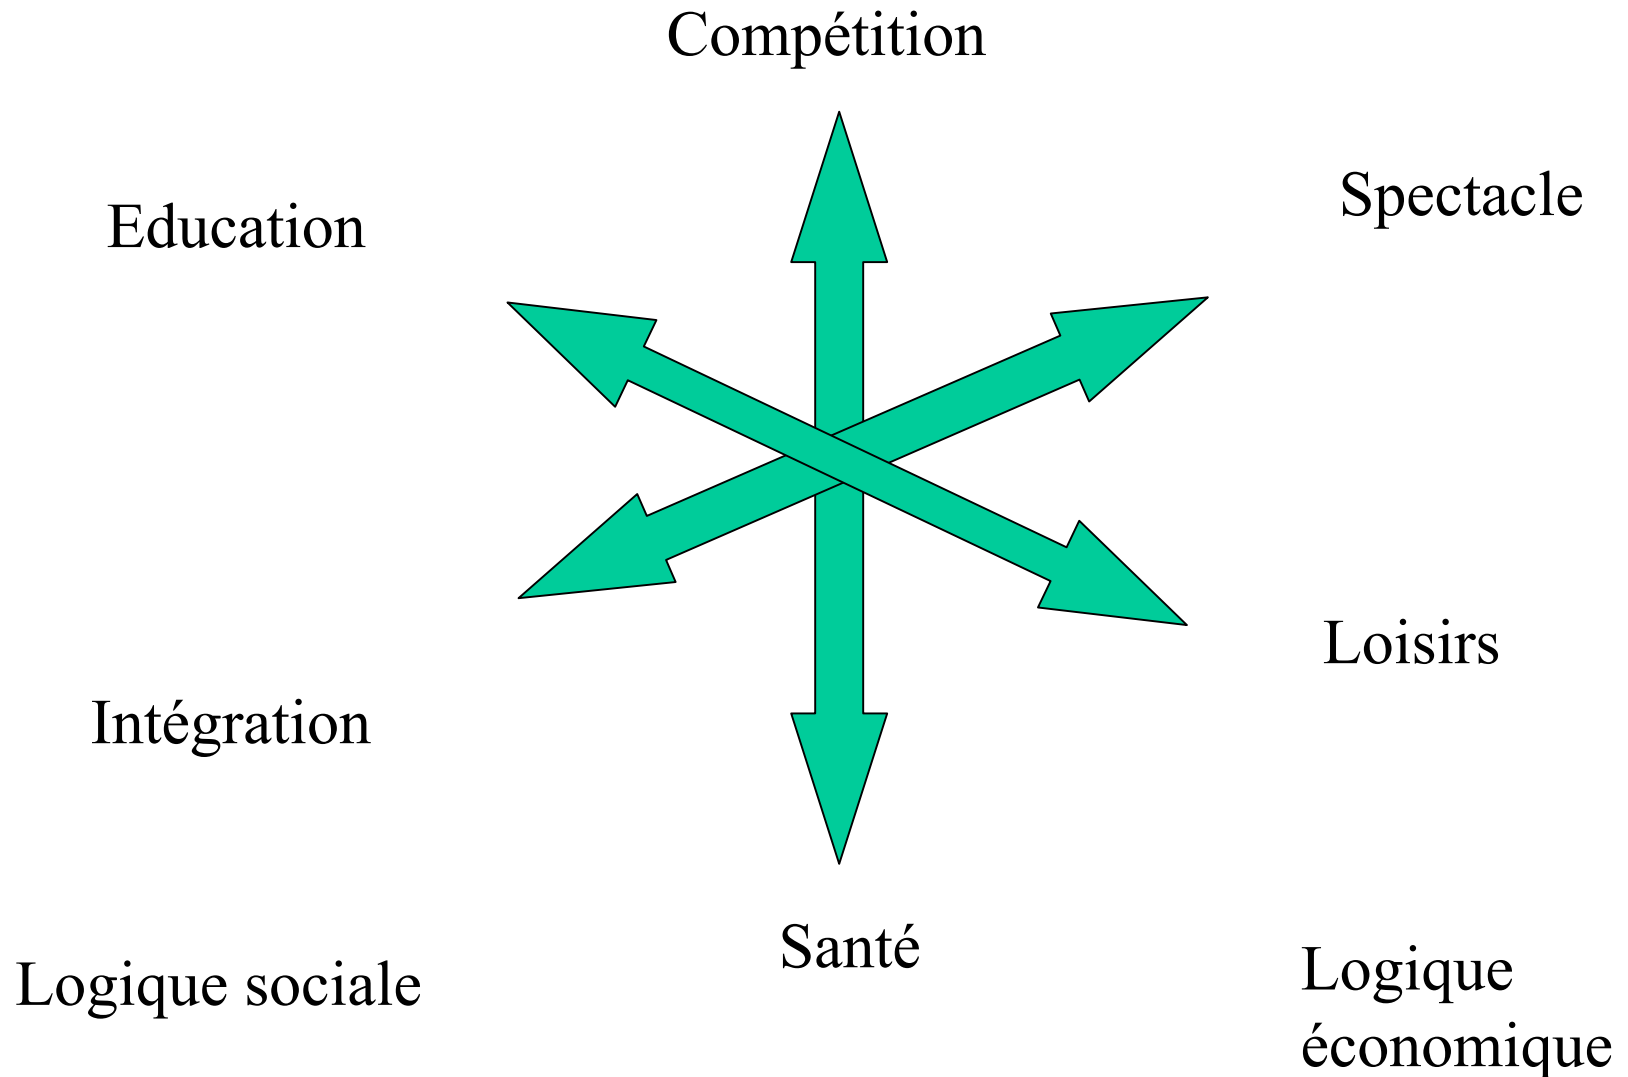 Compétition
Spectacle
Education
Loisirs
Intégration
Santé
Logique sociale
Logique
économique